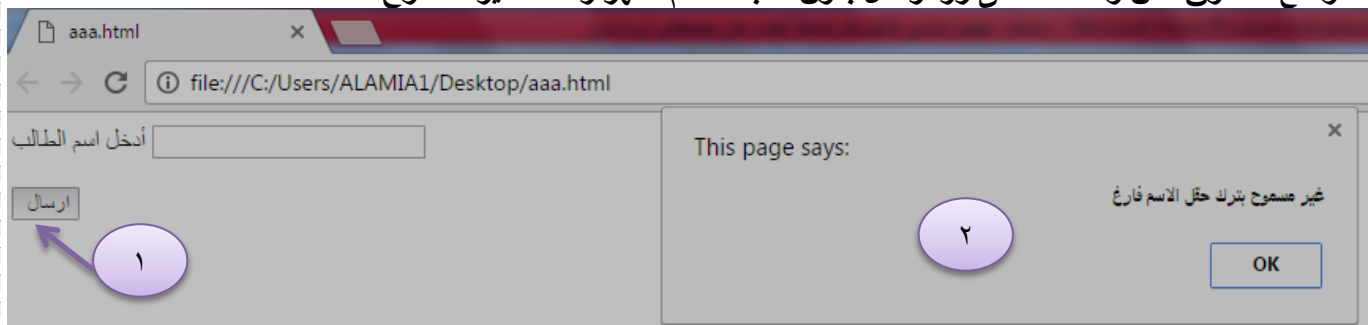 aaa.html
file:///C:/Users/ALAMIA1/Desktop/aaa.html
أدخل اسم الطالب
This page says:
غير مسموح بترك حقل الاسم فارغ
ارسال
OK
١
٢